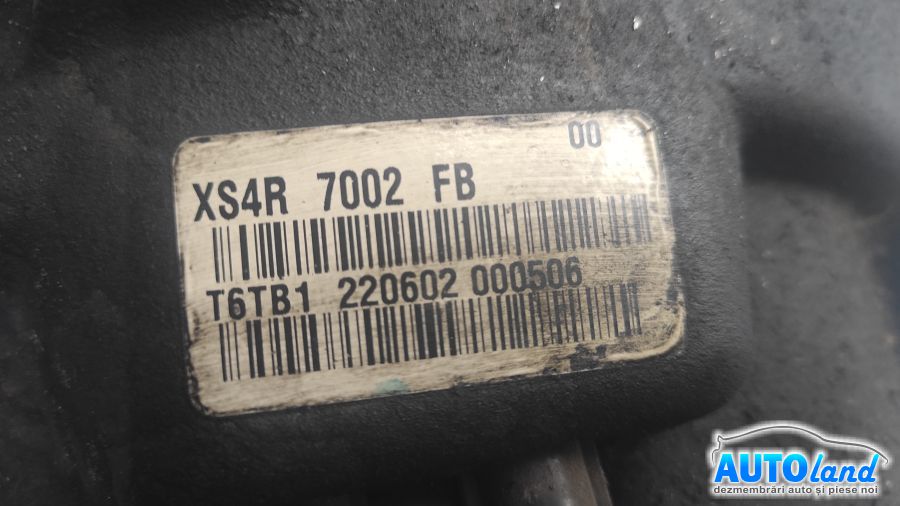 00
XS4R 7002 FB
T6TB1 220602 000506
AUTOland
dezmembrări auto și piese noi